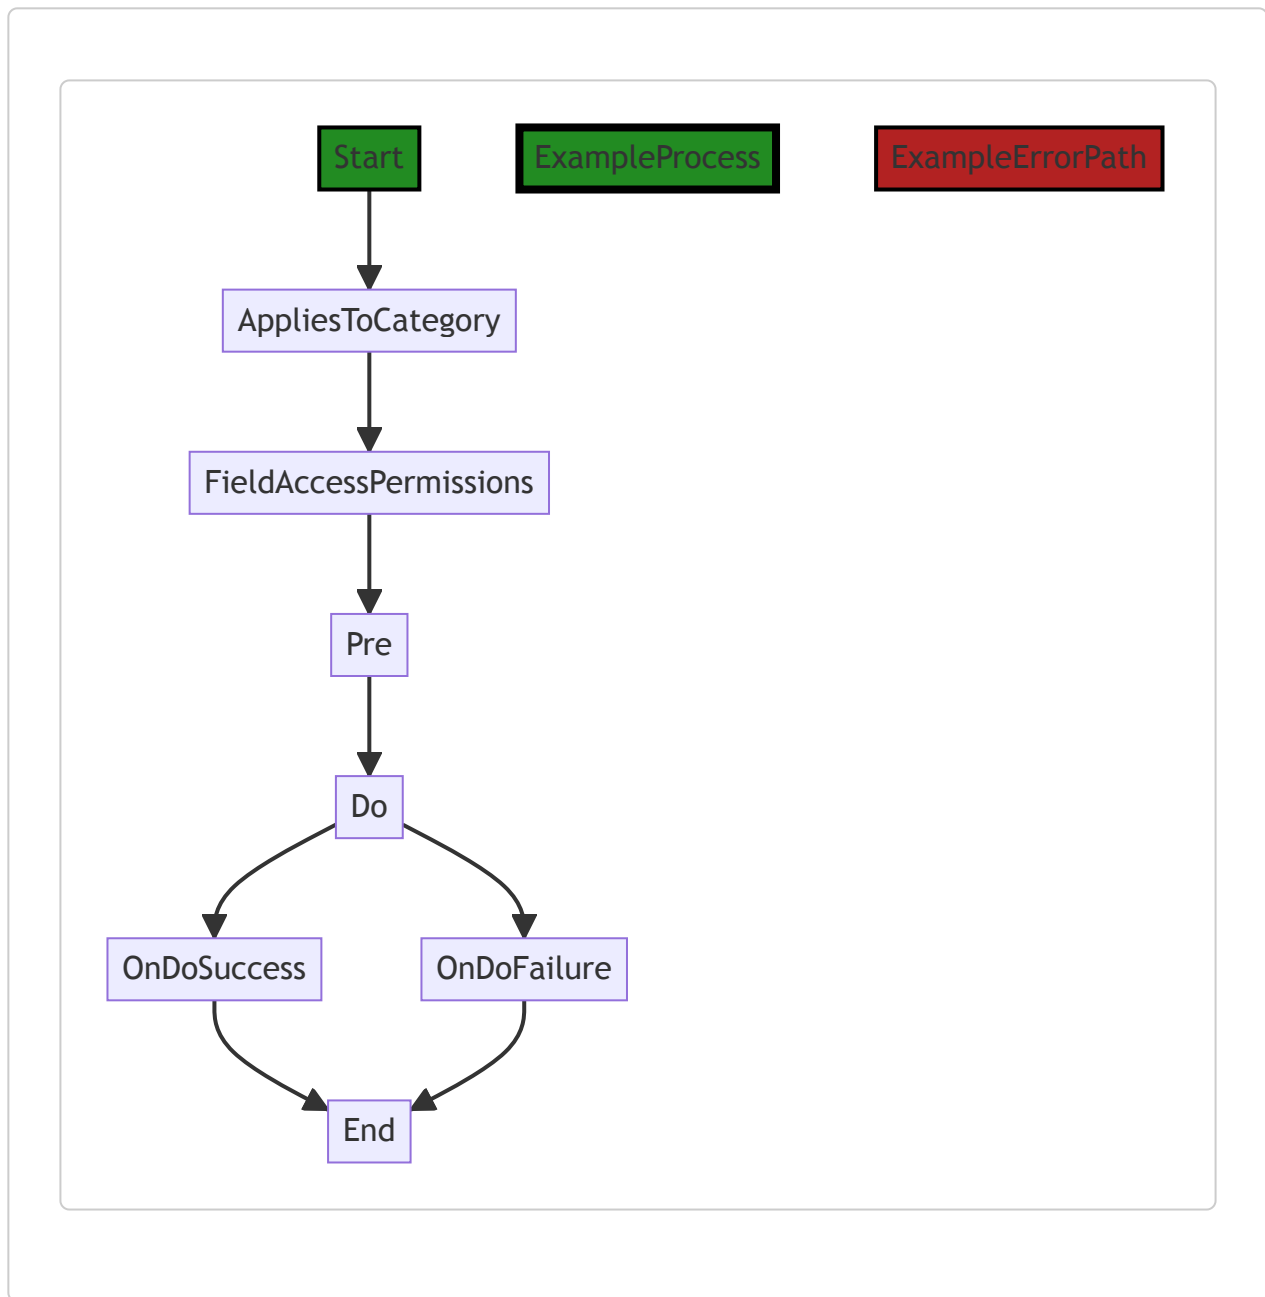 Start
ExampleProcess
ExampleErrorPath
AppliesToCategory
FieldAccessPermissions
Pre
Do
OnDoSuccess
OnDoFailure
End